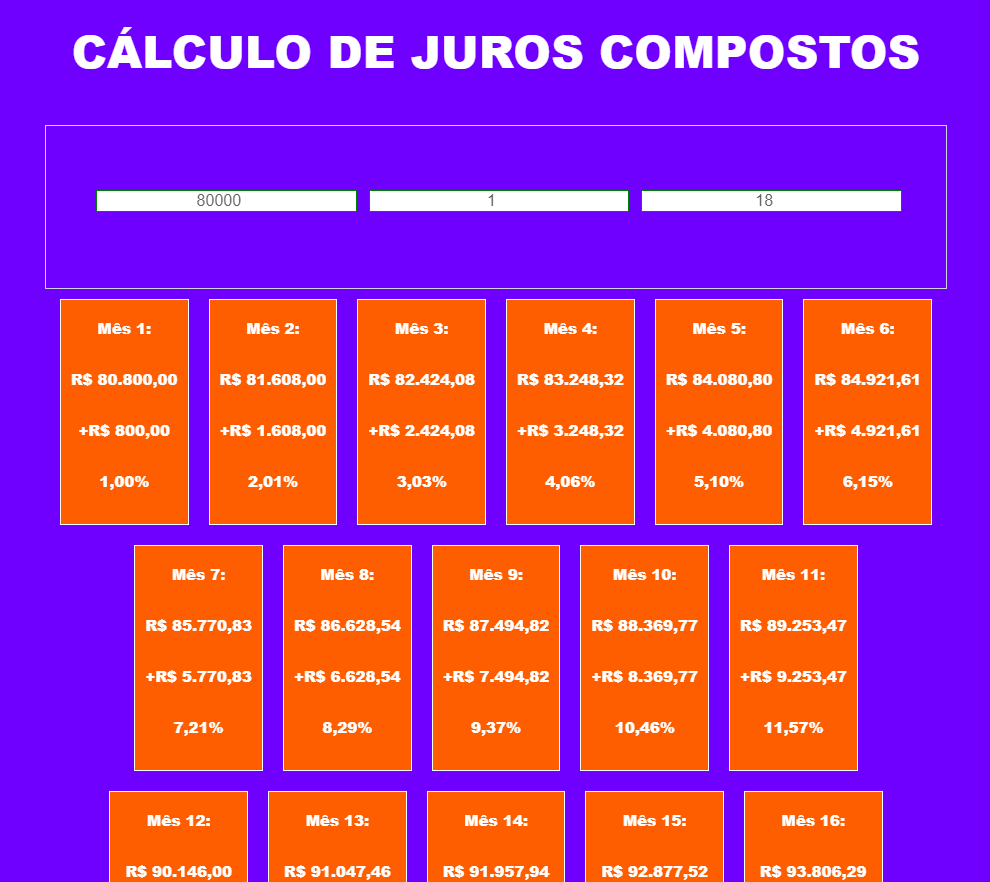 CÁLCULO DE JUROS COMPOSTOS
80000 1 18
Mês 1: Mês 2: Mês 3: Mês 4: Mês 5: Mês 6:
R$ 80.800,00 R$ 81.608,00 R$ 82.424,08 R$ 83.248,32 R$ 84.080,80 R$ 84.921,61
+R$ 800,00 +R$ 1.608,00 +R$ 2.424,08 +R$ 3.248,32 +R$ 4.080,80 +R$ 4.921,61
1,00% 2,01% 3,03% 4,06% 5,10% 6,15%
Mês 7: Mês 8: Mês 9: Mês 10: Mês 11:
R$ 85.770,83 R$ 86.628,54 R$ 87.494,82 R$ 88.369,77 R$ 89.253,47
+R$ 5.770,83 +R$ 6.628,54 +R$ 7.494,82 +R$ 8.369,77 +R$ 9.253,47
7,21% 8,29% 9,37% 10,46% 11,57%
Mês 12: Mês 13: Mês 14: Mês 15: Mês 16:
R$ 90.146,00 R$ 91.047,46 R$ 91.957,94 R$ 92.877,52 R$ 93.806,29